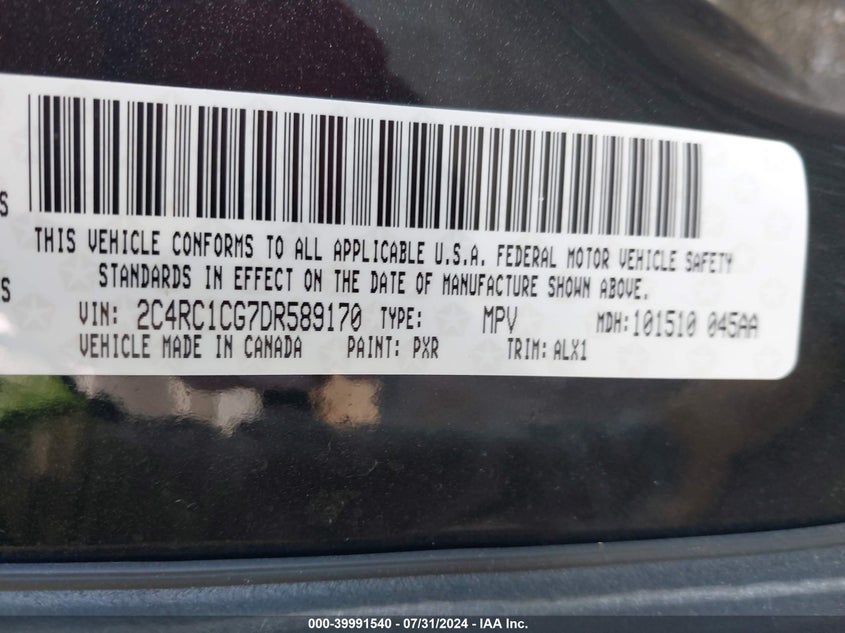 S
THIS VEHICLE CONFORMS TO ALL APPLICABLE U.S.A. FEDERAL MOTOR VEHICLE SAFETY
S STANDARDS IN EFFECT ON THE DATE OF MANUFACTURE SHOWN ABOVE.
VIN: 2C4RC1CG7DR589170 TYPE: MPV MDH:101510 045AA
VEHICLE MADE IN CANADA PAINT: PXR TRIM:ALX1
000-39991540 - 07/31/2024 - IAA Inc.